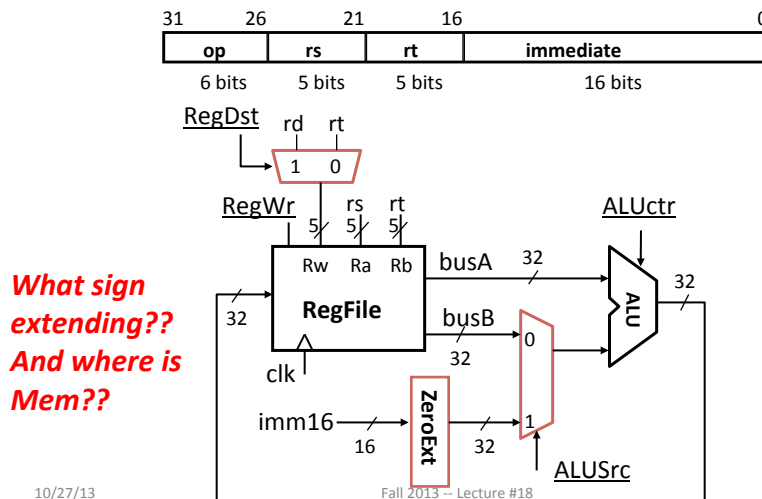 31 26 21 16 0
op rs rt immediate
6 bits 5 bits 5 bits 16 bits
RegDst rd rt
1 0
RegWr rs rt ALUctr
5 5 5
Rw Ra Rb busA 32 32
What sign
extending??
And where is
Mem??
32
RegFile
ALU
busB 0
32
clk
imm16 ZeroExt 1
16 32
ALUSrc
10/27/13 Fall 2013 -- Lecture #18